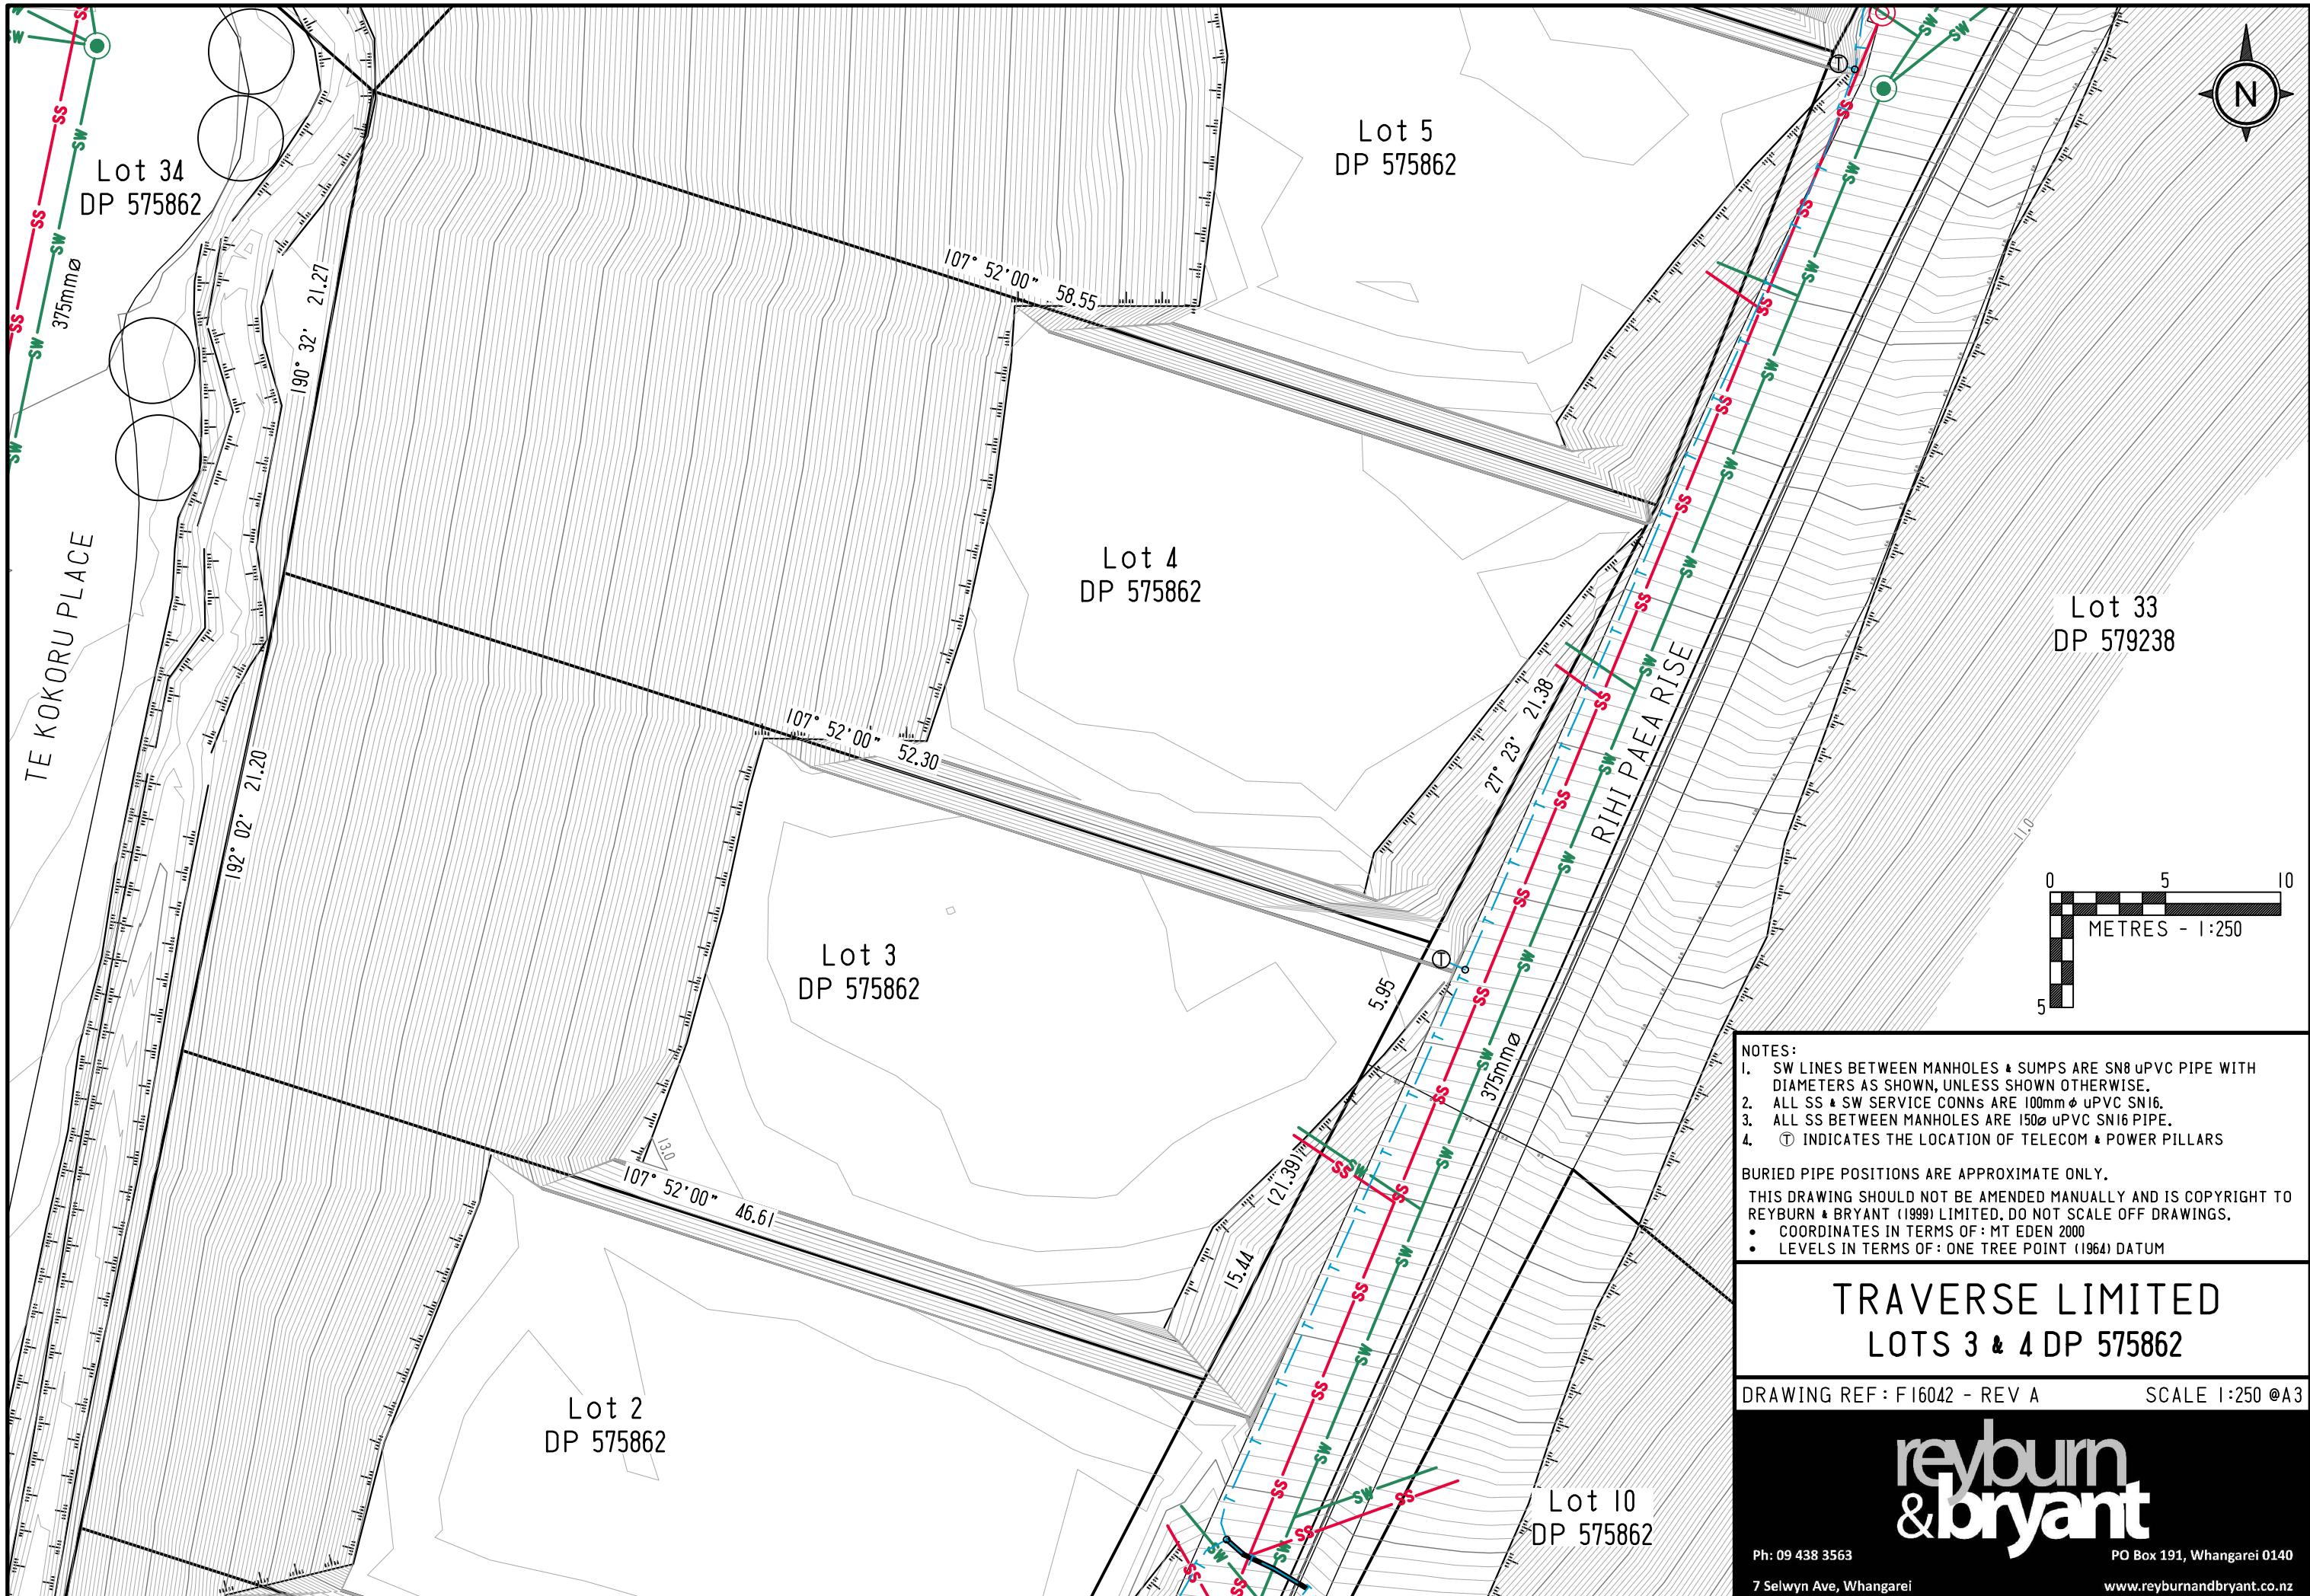 Lot 34
DP 575862
375mmø
TE KOKORU PLACE
Lot 5
DP 575862
N
T
107° 52'00" 58.55
190° 32' 21.27
Lot 4
DP 575862
Lot 33
DP 579238
107° 52'00" 52.30
192° 02' 21.20
27° 23' 21.38
RIHI PAEA RISE
11.0
0 5 10
METRES - 1:250
5
Lot 3
DP 575862
T
5.95
375mmø
13.0
107° 52'00" 46.61
(21.39)
15.44
Lot 2
DP 575862
Lot 10
DP 575862
SS
SW
T
NOTES:
1. SW LINES BETWEEN MANHOLES & SUMPS ARE SN8 uPVC PIPE WITH
DIAMETERS AS SHOWN, UNLESS SHOWN OTHERWISE.
2. ALL SS & SW SERVICE CONNs ARE 100mm ø uPVC SN16.
3. ALL SS BETWEEN MANHOLES ARE 150ø uPVC SN16 PIPE.
4. Ⓣ INDICATES THE LOCATION OF TELECOM & POWER PILLARS
BURIED PIPE POSITIONS ARE APPROXIMATE ONLY.
THIS DRAWING SHOULD NOT BE AMENDED MANUALLY AND IS COPYRIGHT TO
REYBURN & BRYANT (1999) LIMITED. DO NOT SCALE OFF DRAWINGS.
• COORDINATES IN TERMS OF: MT EDEN 2000
• LEVELS IN TERMS OF: ONE TREE POINT (1964) DATUM
TRAVERSE LIMITED
LOTS 3 & 4 DP 575862
DRAWING REF: F16042 - REV A SCALE 1:250 @A3
reyburn
&bryant
Ph: 09 438 3563 PO Box 191, Whangarei 0140
7 Selwyn Ave, Whangarei www.reyburnandbryant.co.nz